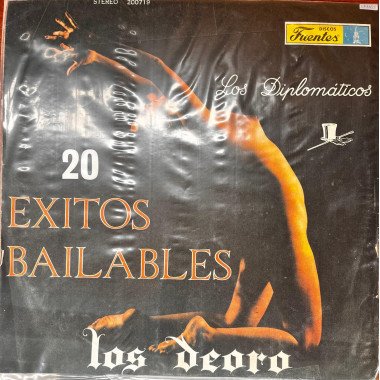 STEREO 200719
DISCOS
Fuentes
Los Diplomáticos
20
EXITOS
BAILABLES
los deoro